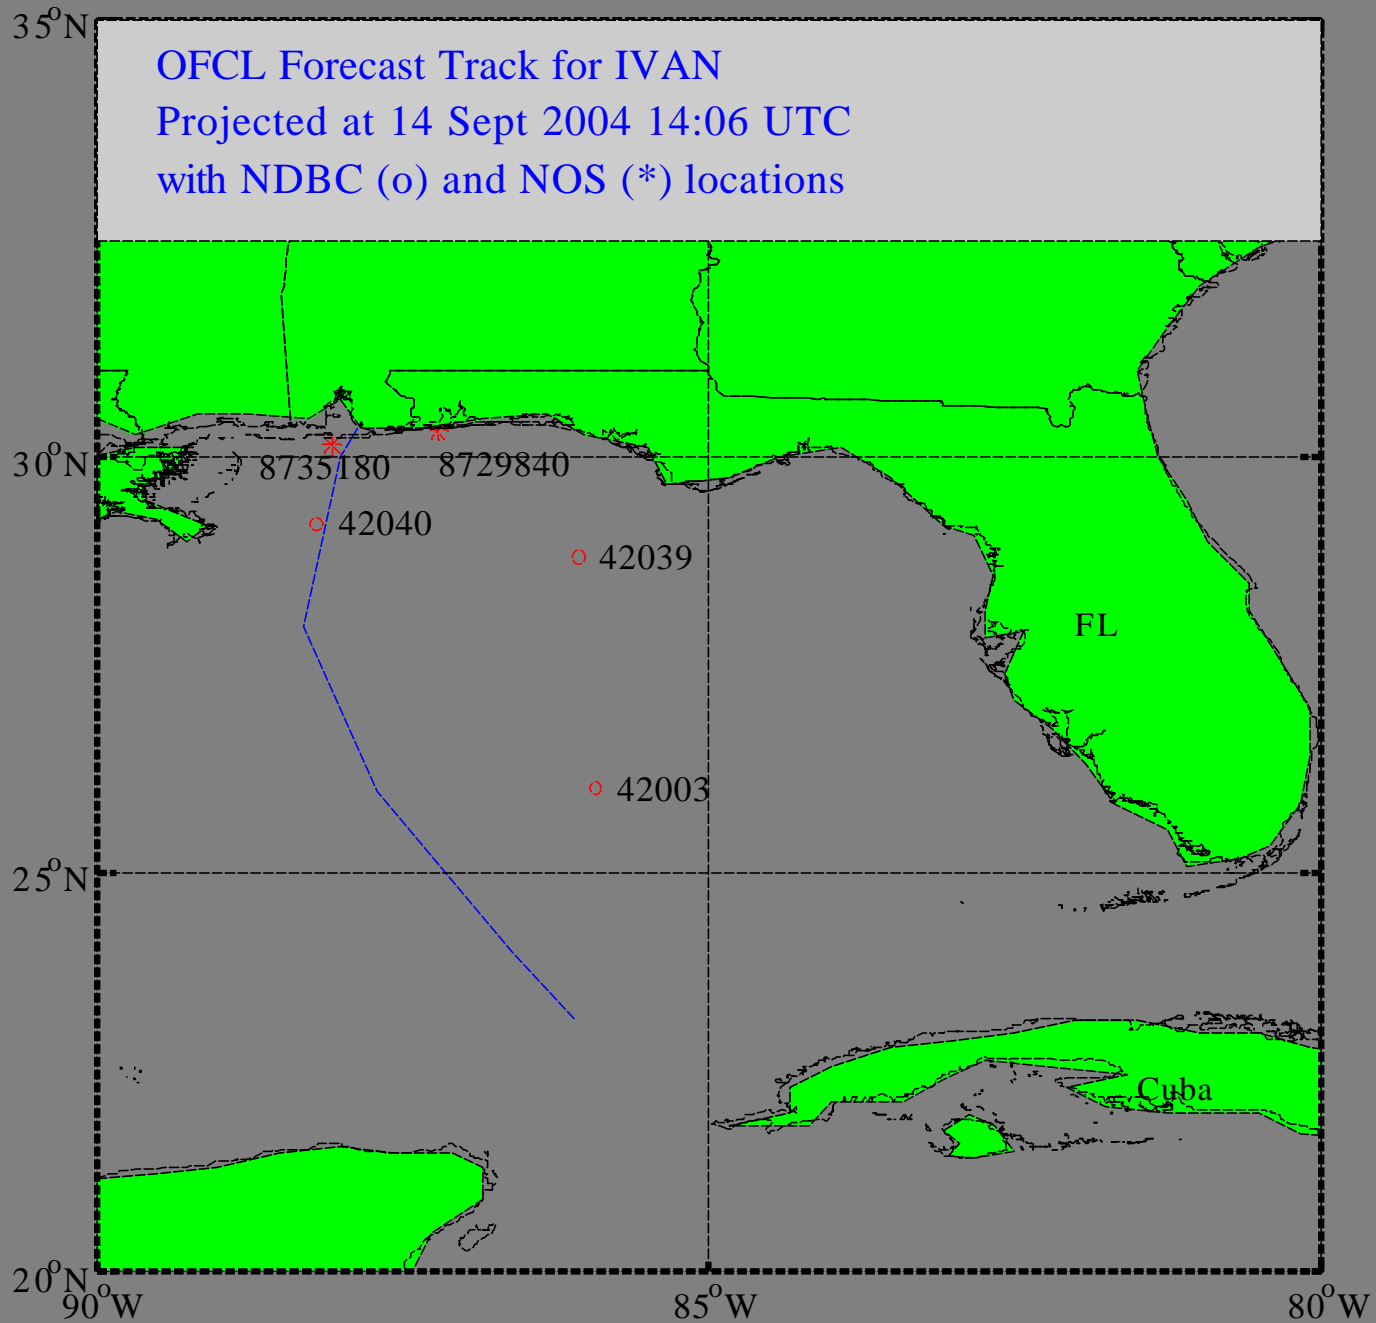 35°N
OFCL Forecast Track for IVAN
Projected at 14 Sept 2004 14:06 UTC
with NDBC (o) and NOS (*) locations
30°N
8735180
8729840
42040
42039
FL
42003
25°N
Cuba
20°N
90°W
85°W
80°W